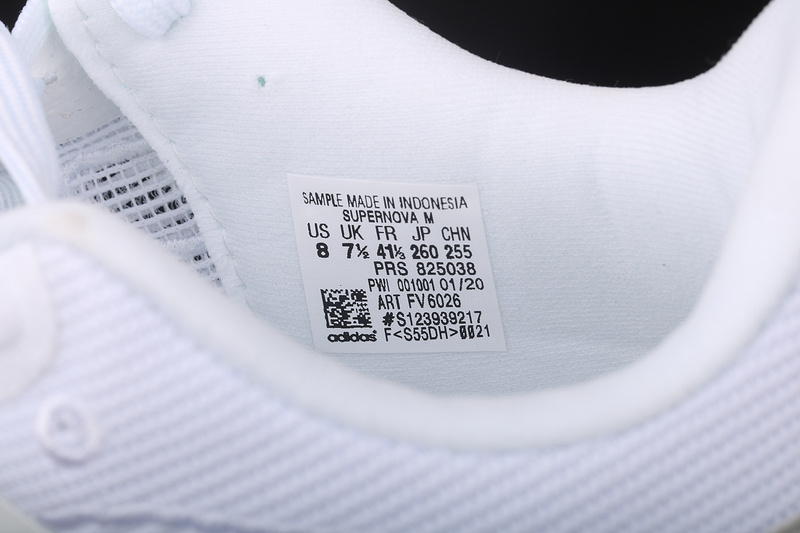 SAMPLE MADE IN INDONESIA
SUPERNOVA M
US UK FR JP CHN
8 7½ 41⅓ 260 255
PRS 825038
PWI 001001 01/20
ART FV6026
#S123939217
adidas F<S55DH>0021